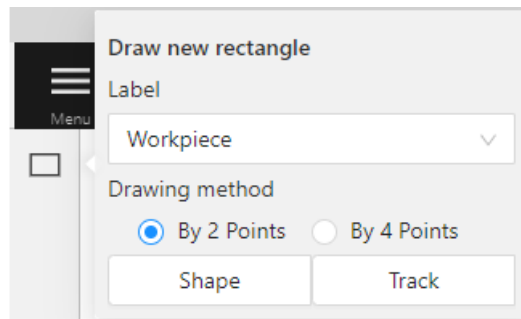 Draw new rectangle
Menu
Label
Workpiece
Drawing method
By 2 Points
By 4 Points
Shape
Track